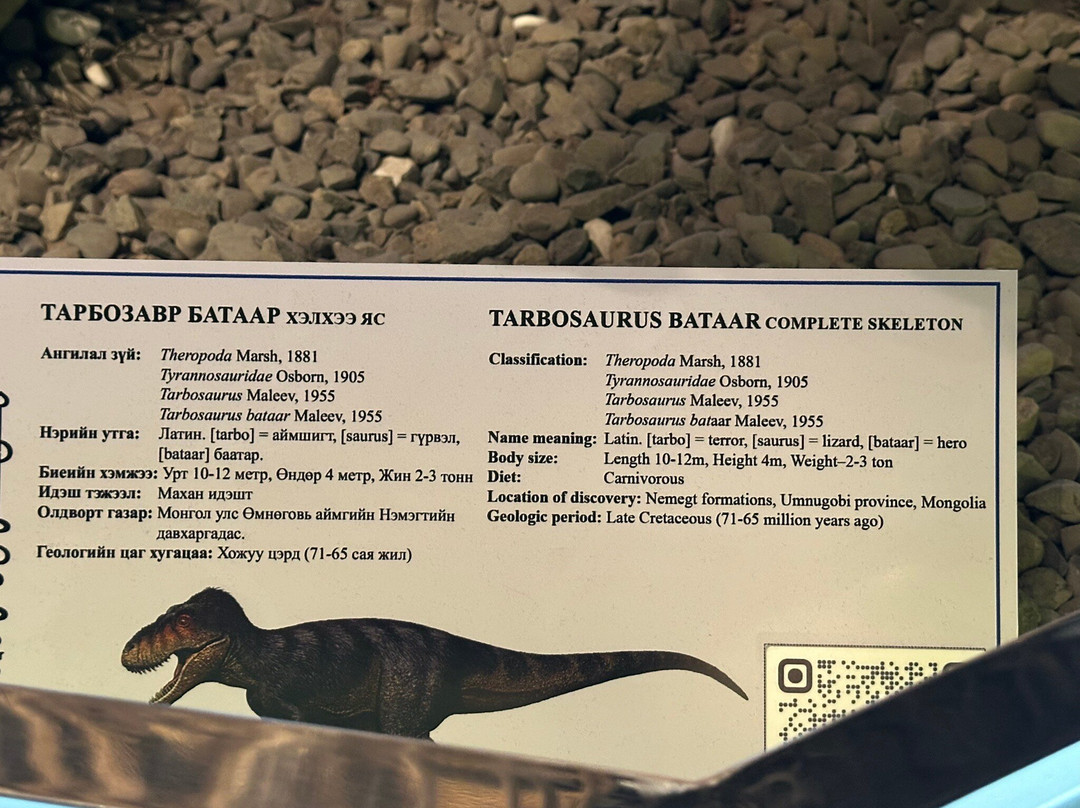 ТАРБОЗАВР БАТААР ХЭЛХЭЭ ЯС
Ангилал зүй: Theropoda Marsh, 1881
Tyrannosauridae Osborn, 1905
Tarbosaurus Maleev, 1955
Tarbosaurus bataar Maleev, 1955
Нэрийн утга: Латин. [tarbo] = аймшигт, [saurus] = гүрвэл,
[bataar] баатар.
Биеийн хэмжээ: Урт 10-12 метр, Өндөр 4 метр, Жин 2-3 тонн
Идэш тэжээл: Махан идэшт
Олдворт газар: Монгол улс Өмнөговь аймгийн Нэмэгтийн
давхаргадас.
Геологийн цаг хугацаа: Хожуу цэрд (71-65 сая жил)
TARBOSAURUS BATAAR COMPLETE SKELETON
Classification: Theropoda Marsh, 1881
Tyrannosauridae Osborn, 1905
Tarbosaurus Maleev, 1955
Tarbosaurus bataar Maleev, 1955
Name meaning: Latin. [tarbo] = terror, [saurus] = lizard, [bataar] = hero
Body size: Length 10-12m, Height 4m, Weight–2-3 ton
Diet: Carnivorous
Location of discovery: Nemegt formations, Umnugobi province, Mongolia
Geologic period: Late Cretaceous (71-65 million years ago)